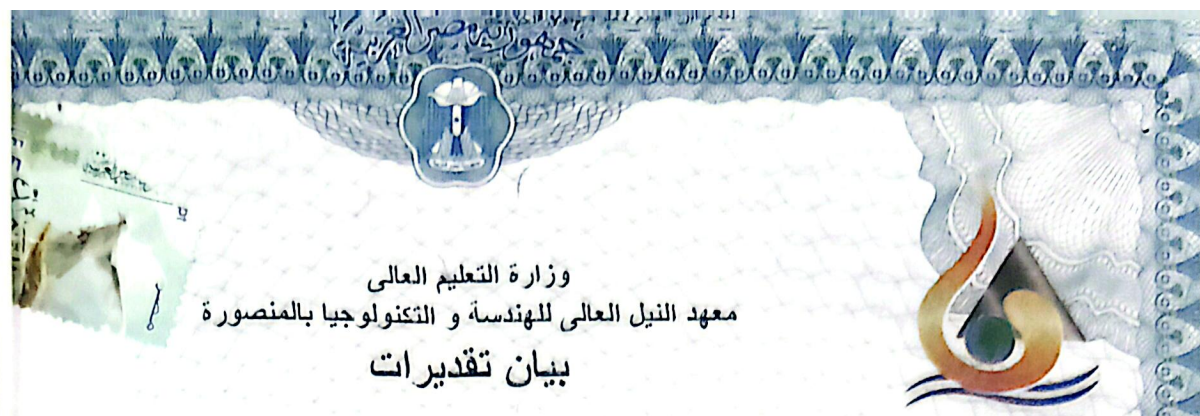 جمهورية مصر العربية
وزارة التعليم العالى
معهد النيل العالى للهندسة و التكنولوجيا بالمنصورة
بيان تقديرات